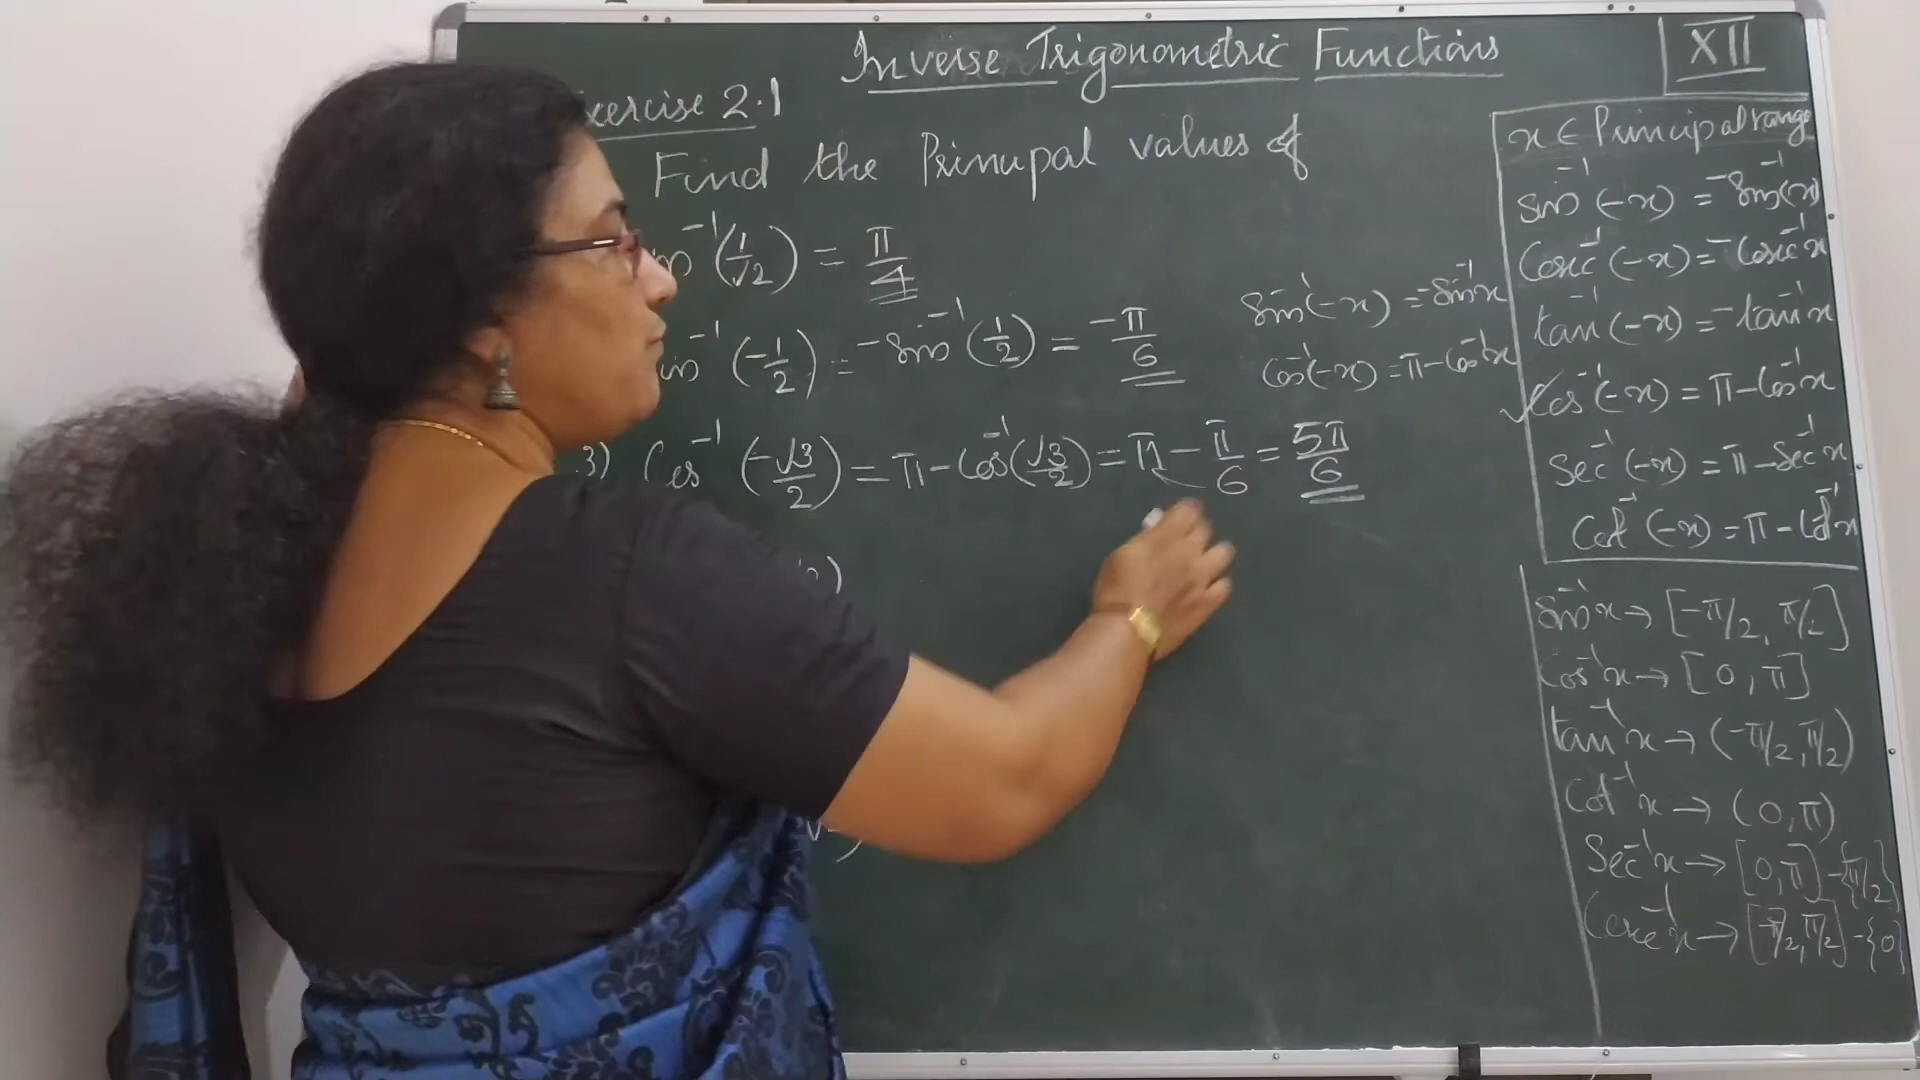 Inverse Trigonometric Functions
XII
xercise 2.1
Find the Principal values of
⁻¹(1/√2) = π/4
⁻¹(-1/2) = -sin⁻¹(1/2) = -π/6
3) Cos⁻¹(-√3/2) = π - Cos⁻¹(√3/2) = π - π/6 = 5π/6
sin⁻¹(-x) = -sin⁻¹x
cos⁻¹(-x) = π - cos⁻¹x
x ∈ Principal range
sin⁻¹(-x) = -sin⁻¹(x)
Cosec⁻¹(-x) = -Cosec⁻¹x
tan⁻¹(-x) = -tan⁻¹x
✓Cos⁻¹(-x) = π - Cos⁻¹x
Sec⁻¹(-x) = π - Sec⁻¹x
Cot⁻¹(-x) = π - Cot⁻¹x
sin⁻¹x → [-π/2, π/2]
Cos⁻¹x → [0, π]
tan⁻¹x → (-π/2, π/2)
Cot⁻¹x → (0, π)
Sec⁻¹x → [0, π] - {π/2}
Cosec⁻¹x → [-π/2, π/2] - {0}